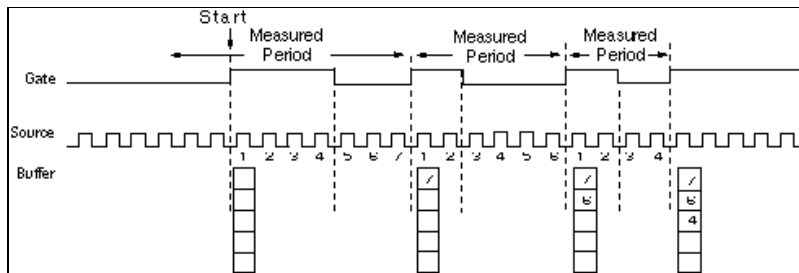 Start
Measured Period
Measured Period
Measured Period
Gate
Source
1 2 3 4 5 6 7 1 2 3 4 5 6 1 2 3 4
Buffer
7 7 7
6 6
4